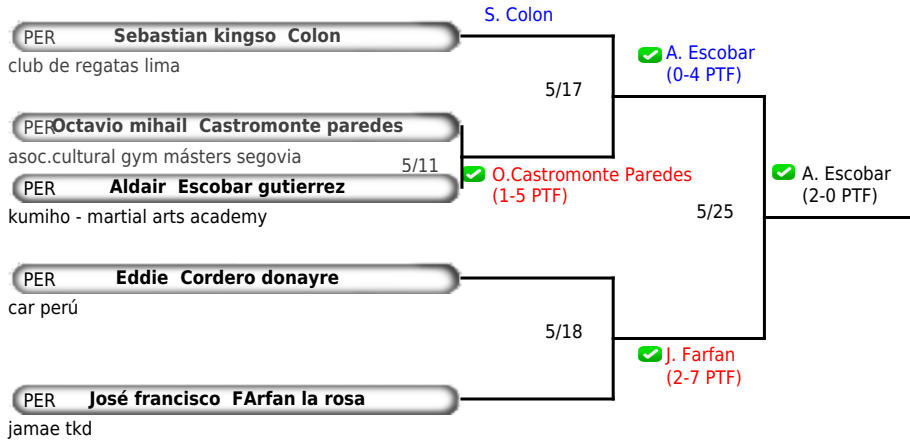 S. Colon
PER Sebastian kingso Colon
club de regatas lima
A. Escobar
(0-4 PTF)
5/17
PER Octavio mihail Castromonte paredes
asoc.cultural gym másters segovia
5/11
O.Castromonte Paredes
(1-5 PTF)
A. Escobar
(2-0 PTF)
PER Aldair Escobar gutierrez
kumiho - martial arts academy
5/25
PER Eddie Cordero donayre
car perú
5/18
J. Farfan
(2-7 PTF)
PER José francisco FArfan la rosa
jamae tkd